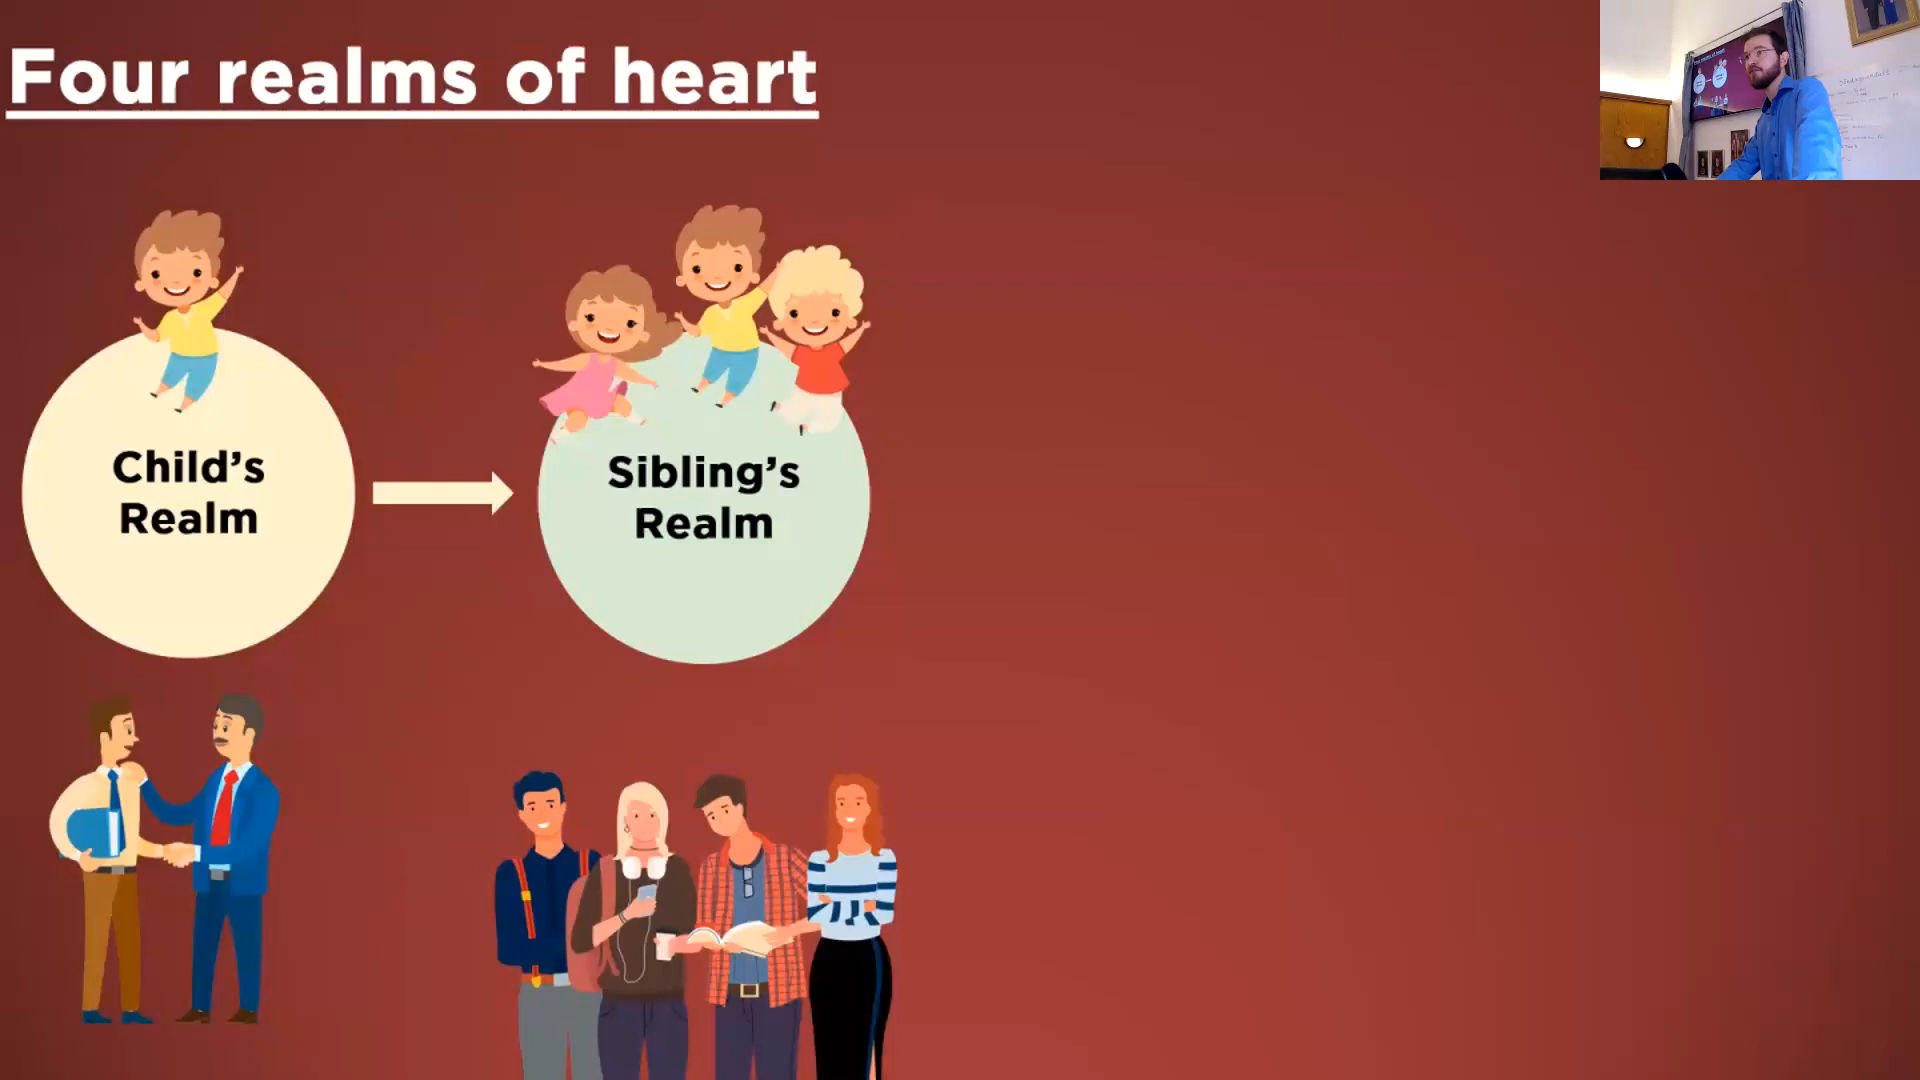 Four realms of heart
Child’s
Realm
Sibling’s
Realm